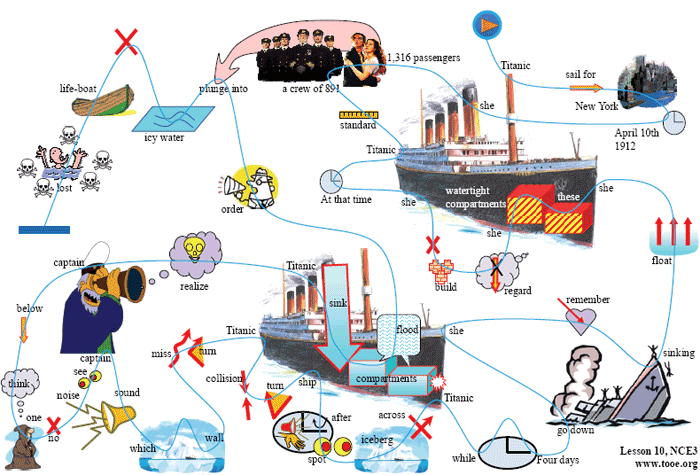 Titanic
sail for
New York
April 10th
1912
she
1,316 passengers
a crew of 891
standard
Titanic
At that time
she
build
regard
she
watertight
compartments
these
she
float
sinking
remember
she
go down
Four days
while
Titanic
across
iceberg
spot
after
ship
turn
collision
Titanic
turn
miss
wall
which
sound
noise
captain
see
no
one
think
below
captain
realize
Titanic
sink
flood
compartments
order
plunge into
icy water
life-boat
lost
Lesson 10, NCE3
www.tooe.org